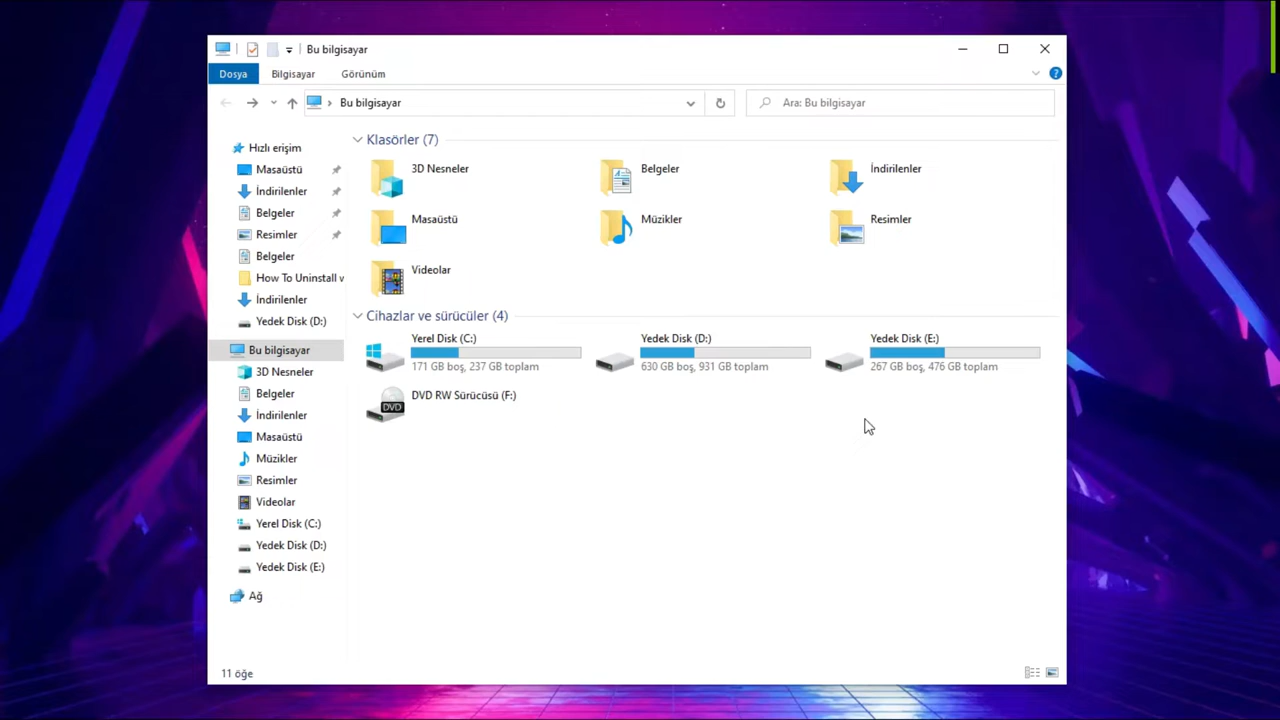 Bu bilgisayar
Dosya
Bilgisayar
Görünüm
Bu bilgisayar
Ara: Bu bilgisayar
Hızlı erişim
Masaüstü
İndirilenler
Belgeler
Resimler
Belgeler
How To Uninstall
İndirilenler
Yedek Disk (D:)
Bu bilgisayar
3D Nesneler
Belgeler
İndirilenler
Masaüstü
Müzikler
Resimler
Videolar
Yerel Disk (C:)
Yedek Disk (D:)
Yedek Disk (E:)
Ağ
Klasörler (7)
3D Nesneler
Belgeler
İndirilenler
Masaüstü
Müzikler
Resimler
Videolar
Cihazlar ve sürücüler (4)
Yerel Disk (C:)
171 GB boş, 237 GB toplam
Yedek Disk (D:)
630 GB boş, 931 GB toplam
Yedek Disk (E:)
267 GB boş, 476 GB toplam
DVD
DVD RW Sürücüsü (F:)
11 öğe